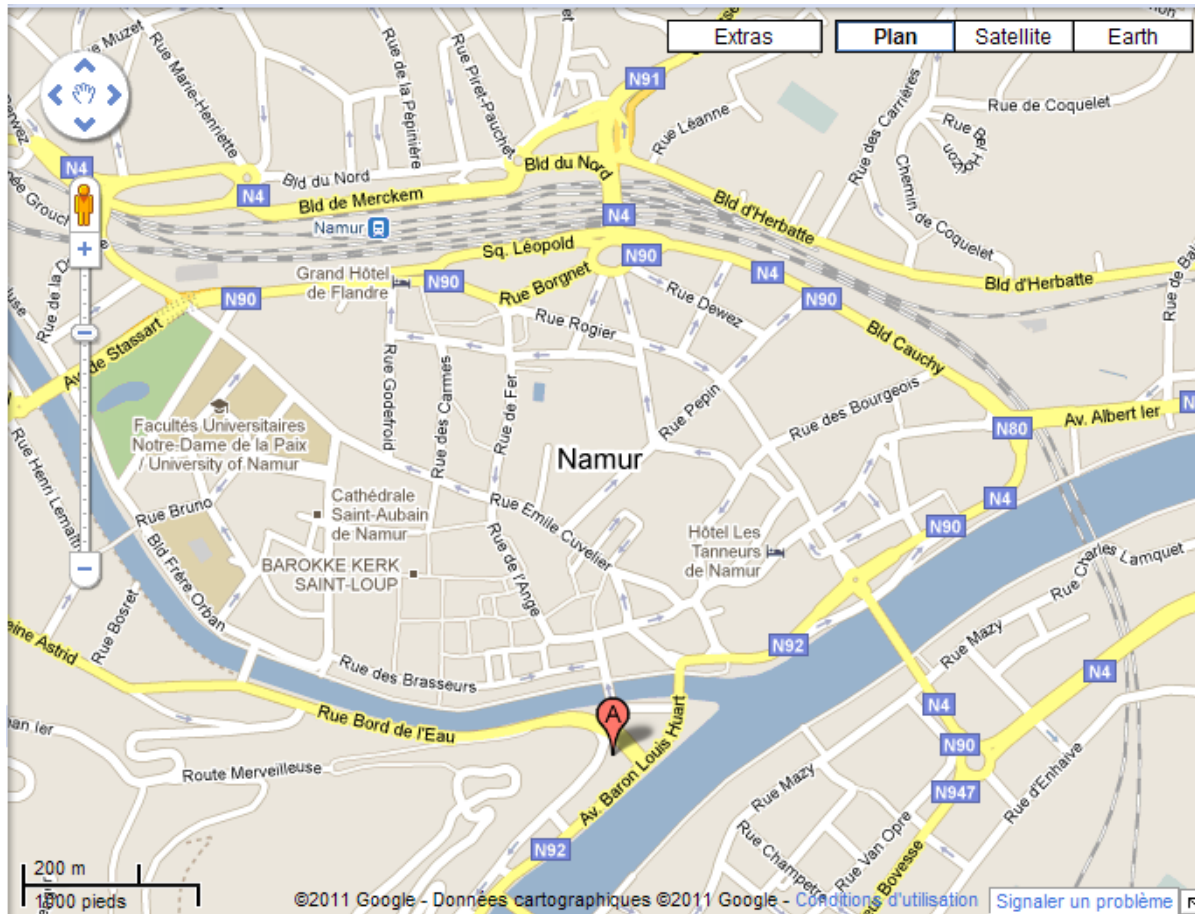 Extras
Plan
Satellite
Earth
Rue Muzet
Rue Marie-Henriette
Rue de la Pépinière
Rue Piret-Pauchet
N91
Rue Léanne
Rue des Carrières
Rue de Coquelet
Rue Bel Ho
rizon
Chemin de Coquelet
N4
N4
Bld du Nord
Bld du Nord
Bld de Merckem
Bld d'Herbatte
Bld d'Herbatte
Namur
N4
Sq. Léopold
Grand Hôtel
de Flandre
N90
N90
Rue Borgnet
N90
N4
N90
Rue Dewez
Rue Rogier
Bld Cauchy
Av. de Stassart
Rue Godefroid
Rue des Carmes
Rue de Fer
Rue Pepin
Rue des Bourgeois
Av. Albert Ier
N80
Facultés Universitaires
Notre-Dame de la Paix
/ University of Namur
Namur
Rue Bruno
Cathédrale
Saint-Aubain
de Namur
Rue Emile Cuvelier
N4
N90
Hôtel Les
Tanneurs
de Namur
BAROKKE KERK
SAINT-LOUP
Rue de l'Ange
Bld Frère Orban
Rue Bosret
Rue Charles Lamquet
Rue Mazy
N92
Rue des Brasseurs
N4
N4
Rue Bord de l'Eau
A
Av. Baron Louis Huart
N90
Route Merveilleuse
Rue Mazy
N947
Rue d'Enhaive
N92
Rue Van Opre
200 m
1000 pieds
©2011 Google - Données cartographiques ©2011 Google - Conditions d'utilisation
Signaler un problème